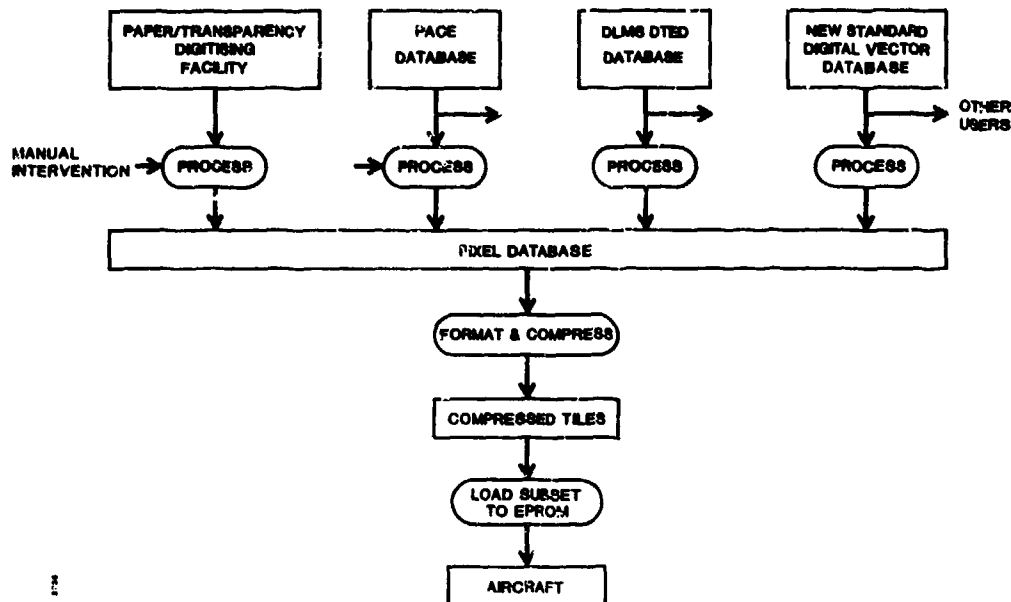 PAPER/TRANSPARENCY
DIGITISING
FACILITY
PACE
DATABASE
DLMS DTED
DATABASE
NEW STANDARD
DIGITAL VECTOR
DATABASE
OTHER
USERS
MANUAL
INTERVENTION
PROCESS
PROCESS
PROCESS
PROCESS
PIXEL DATABASE
FORMAT & COMPRESS
COMPRESSED TILES
LOAD SUBSET
TO EPROM
AIRCRAFT